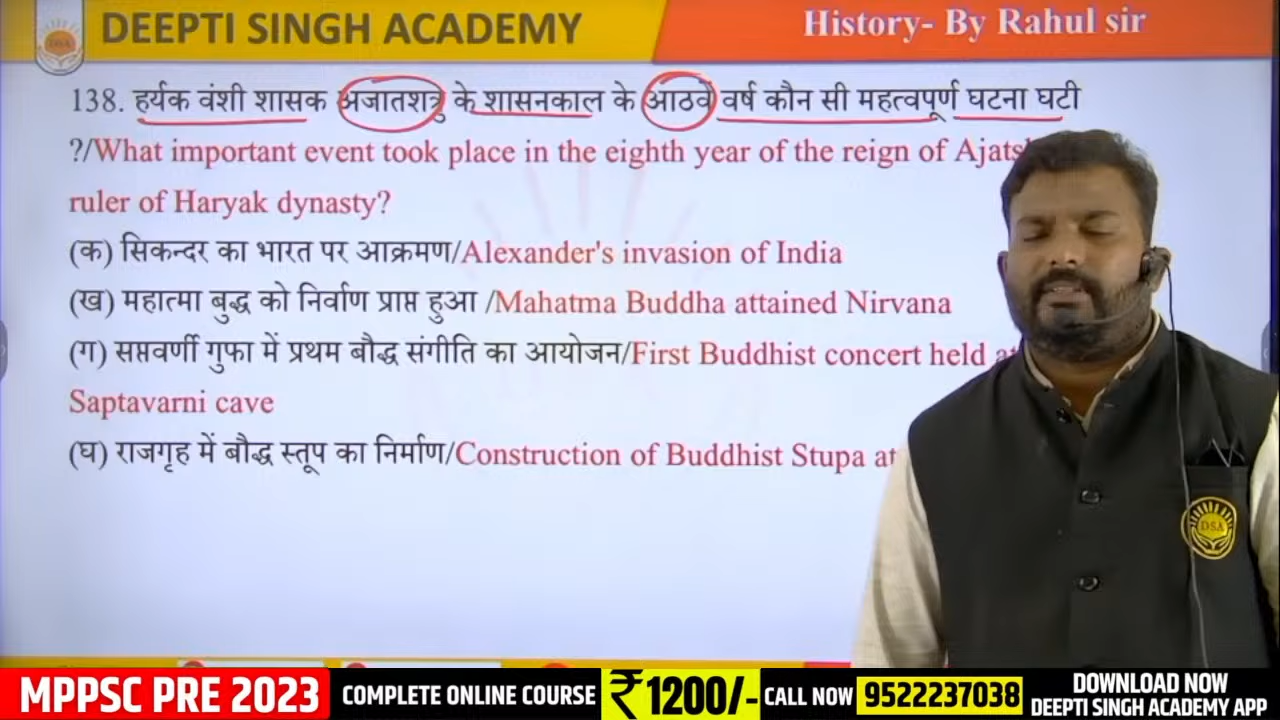 DSA
DEEPTI SINGH ACADEMY
History- By Rahul sir
138. हर्यक वंशी शासक अजातशत्रु के शासनकाल के आठवें वर्ष कौन सी महत्वपूर्ण घटना घटी
?/What important event took place in the eighth year of the reign of
ruler of Haryak dynasty?
(क) सिकन्दर का भारत पर आक्रमण/Alexander's invasion of India
(ख) महात्मा बुद्ध को निर्वाण प्राप्त हुआ /Mahatma Buddha attained Nirvana
(ग) सप्तवर्णी गुफा में प्रथम बौद्ध संगीति का आयोजन/First Buddhist concert held at
Saptavarni cave
(घ) राजगृह में बौद्ध स्तूप का निर्माण/Construction of Buddhist Stupa at
DSA
MPPSC PRE 2023
COMPLETE ONLINE COURSE
₹1200/-
CALL NOW
9522237038
DOWNLOAD NOW
DEEPTI SINGH ACADEMY APP